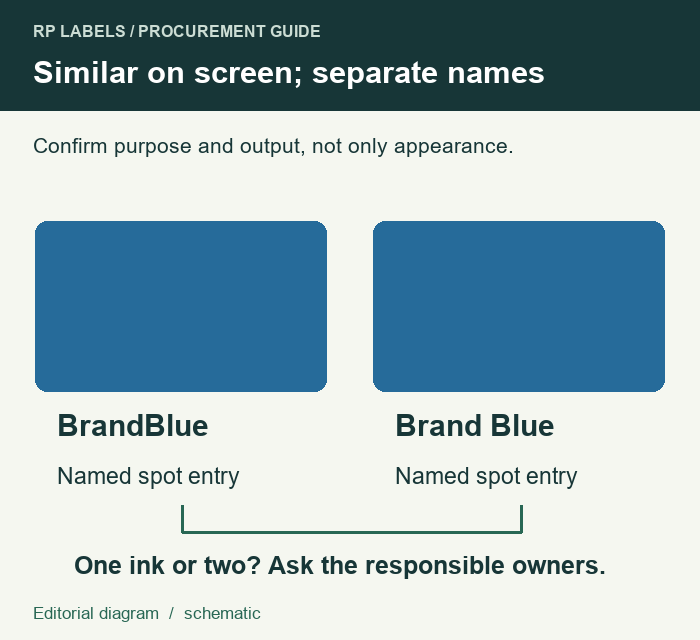 RP LABELS / PROCUREMENT GUIDE
Similar on screen; separate names
Confirm purpose and output, not only appearance.
BrandBlue
Brand Blue
Named spot entry
Named spot entry
One ink or two? Ask the responsible owners.
Editorial diagram / schematic